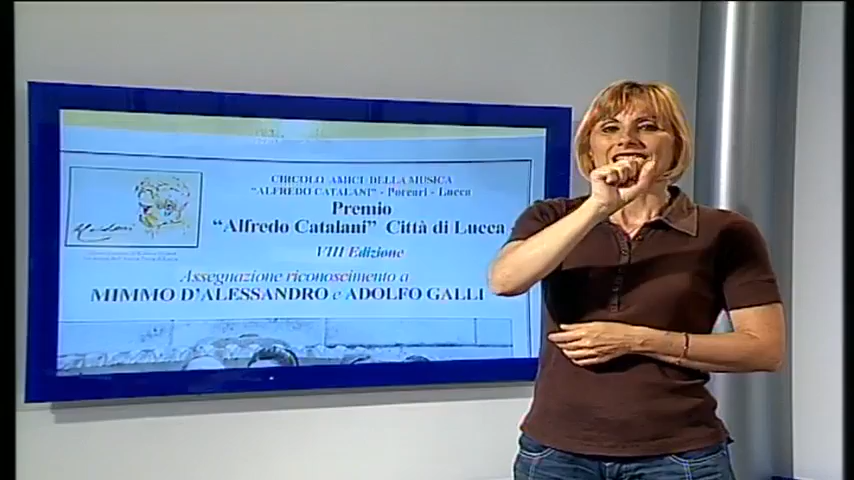 CIRCOLO AMICI DELLA MUSICA
"ALFREDO CATALANI" - Porcari - Lucca
Premio
"Alfredo Catalani" Città di Lucca
VIII Edizione
Assegnazione riconoscimento a
MIMMO D'ALESSANDRO e ADOLFO GALLI